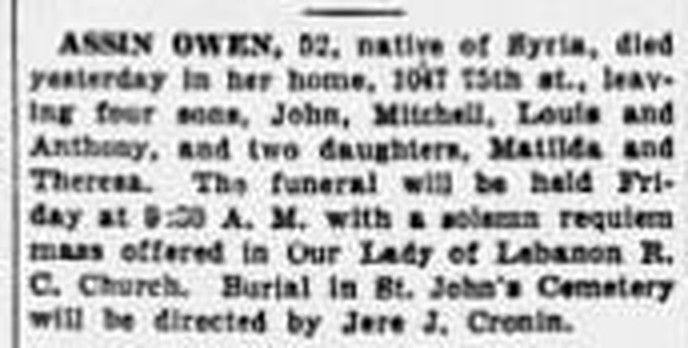 ASSIN OWEN, 52, native of Syria, died
yesterday in her home, 1047 75th st., leav-
ing four sons, John, Mitchell, Louis and
Anthony, and two daughters, Matilda and
Theresa. The funeral will be held Fri-
day at 9:30 A. M. with a solemn requiem
mass offered in Our Lady of Lebanon R.
C. Church. Burial in St. John's Cemetery
will be directed by Jere J. Cronin.